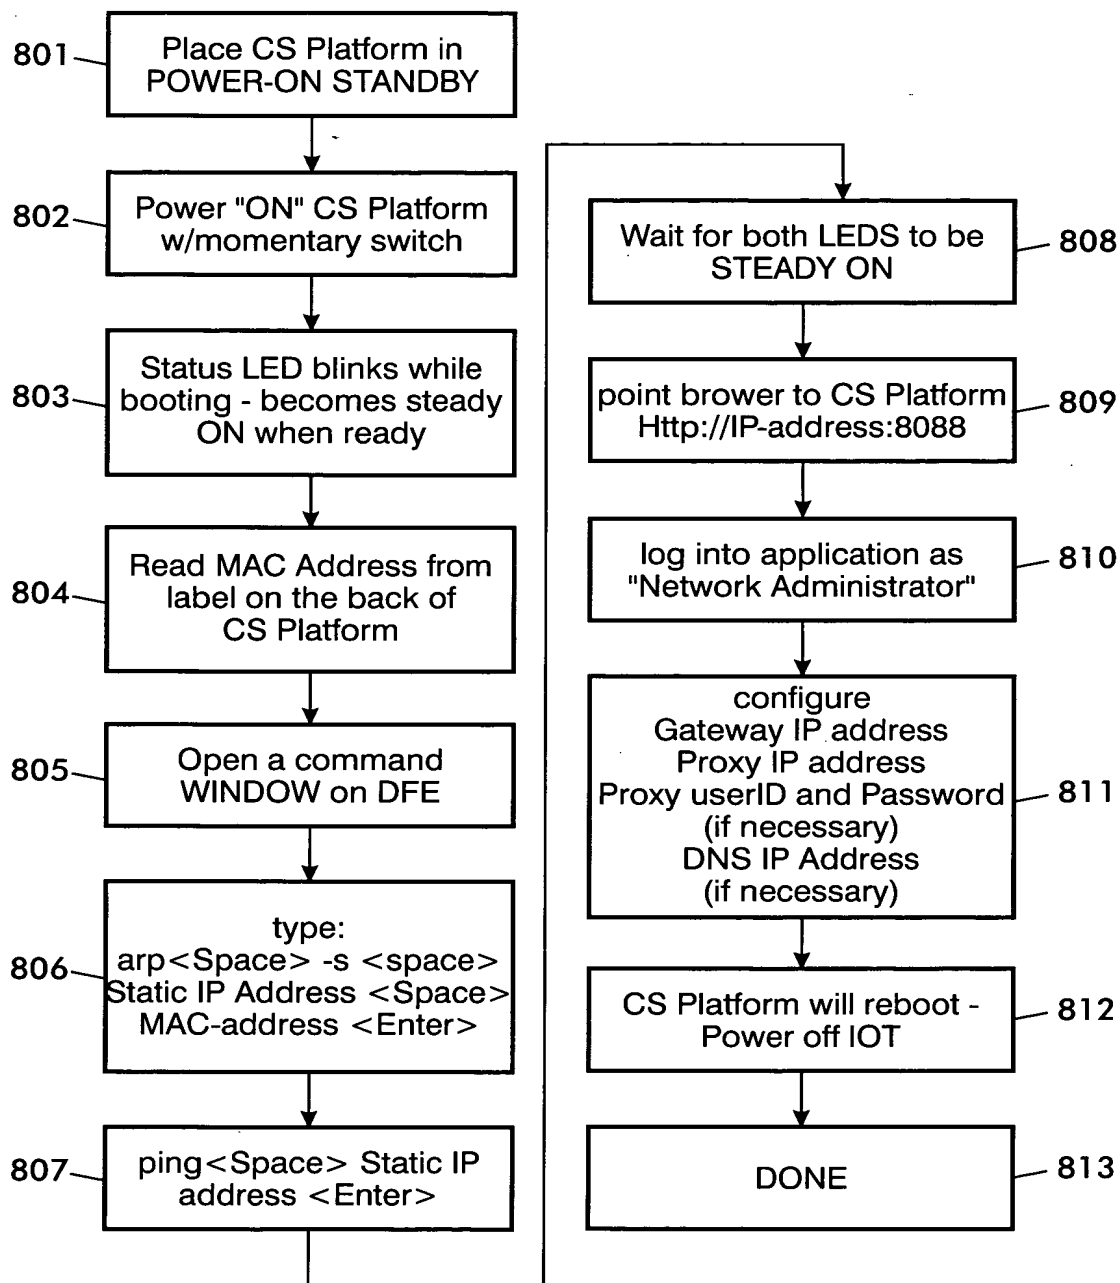 801
Place CS Platform in
POWER-ON STANDBY
802
Power "ON" CS Platform
w/momentary switch
803
Status LED blinks while
booting - becomes steady
ON when ready
804
Read MAC Address from
label on the back of
CS Platform
805
Open a command
WINDOW on DFE
806
type:
arp<Space> -s <space>
Static IP Address <Space>
MAC-address <Enter>
807
ping<Space> Static IP
address <Enter>
808
Wait for both LEDS to be
STEADY ON
809
point brower to CS Platform
Http://IP-address:8088
810
log into application as
"Network Administrator"
811
configure
Gateway IP address
Proxy IP address
Proxy userID and Password
(if necessary)
DNS IP Address
(if necessary)
812
CS Platform will reboot -
Power off IOT
813
DONE